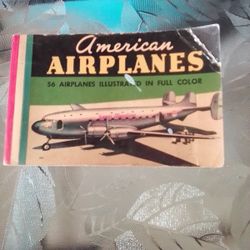 American
AIRPLANES
56 AIRPLANES ILLUSTRATED IN FULL COLOR